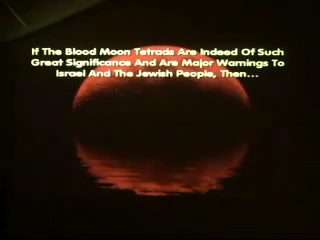 If The Blood Moon Tetrads Are Indeed Of Such
Great Significance And Are Major Warnings To
Israel And The Jewish People, Then...